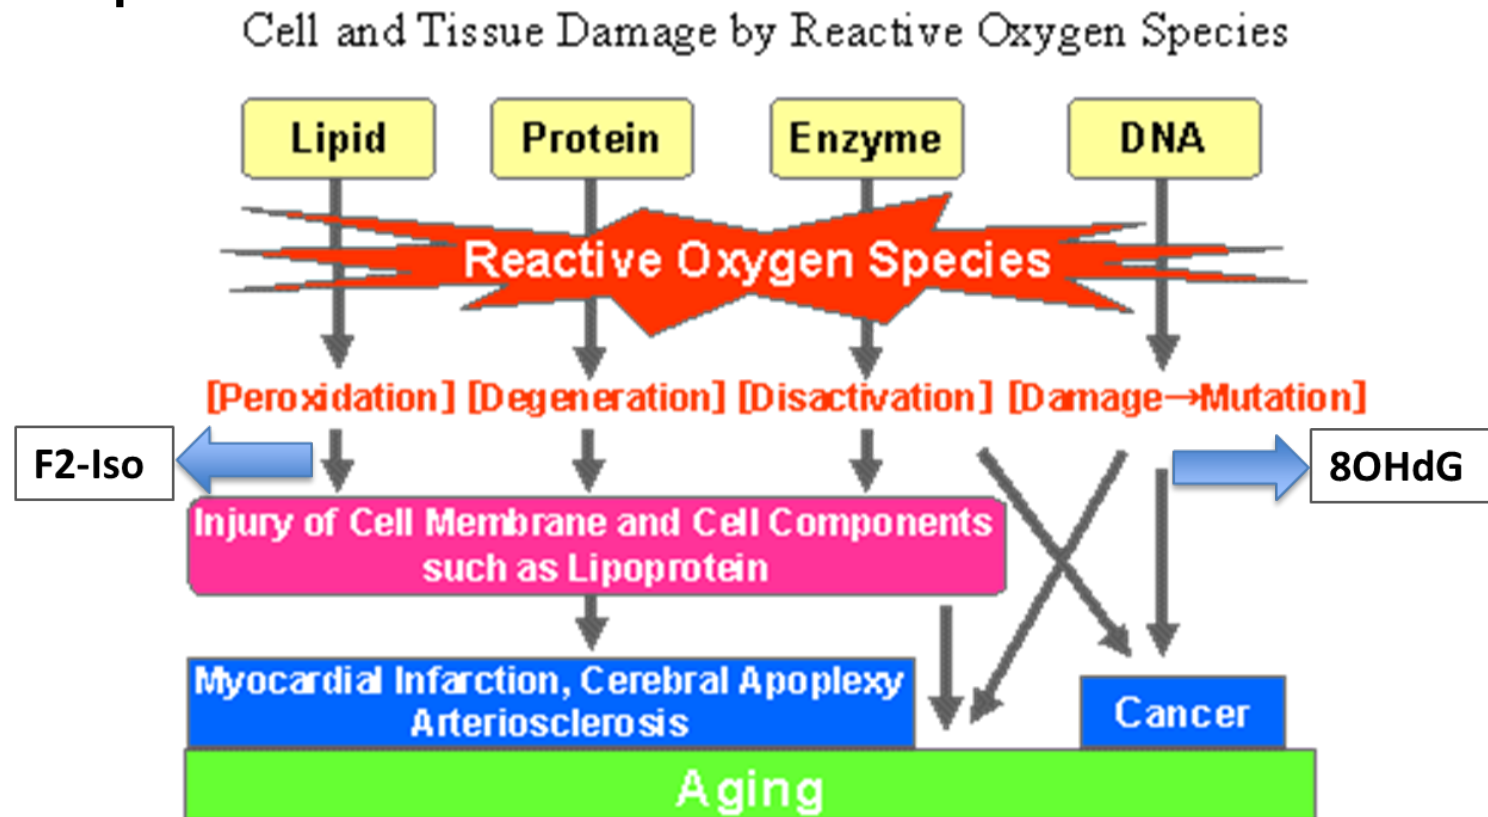 Cell and Tissue Damage by Reactive Oxygen Species
Lipid
Protein
Enzyme
DNA
Reactive Oxygen Species
[Peroxidation]
[Degeneration]
[Disactivation]
[Damage→Mutation]
F2-Iso
8OHdG
Injury of Cell Membrane and Cell Components
such as Lipoprotein
Myocardial Infarction, Cerebral Apoplexy
Arteriosclerosis
Cancer
Aging